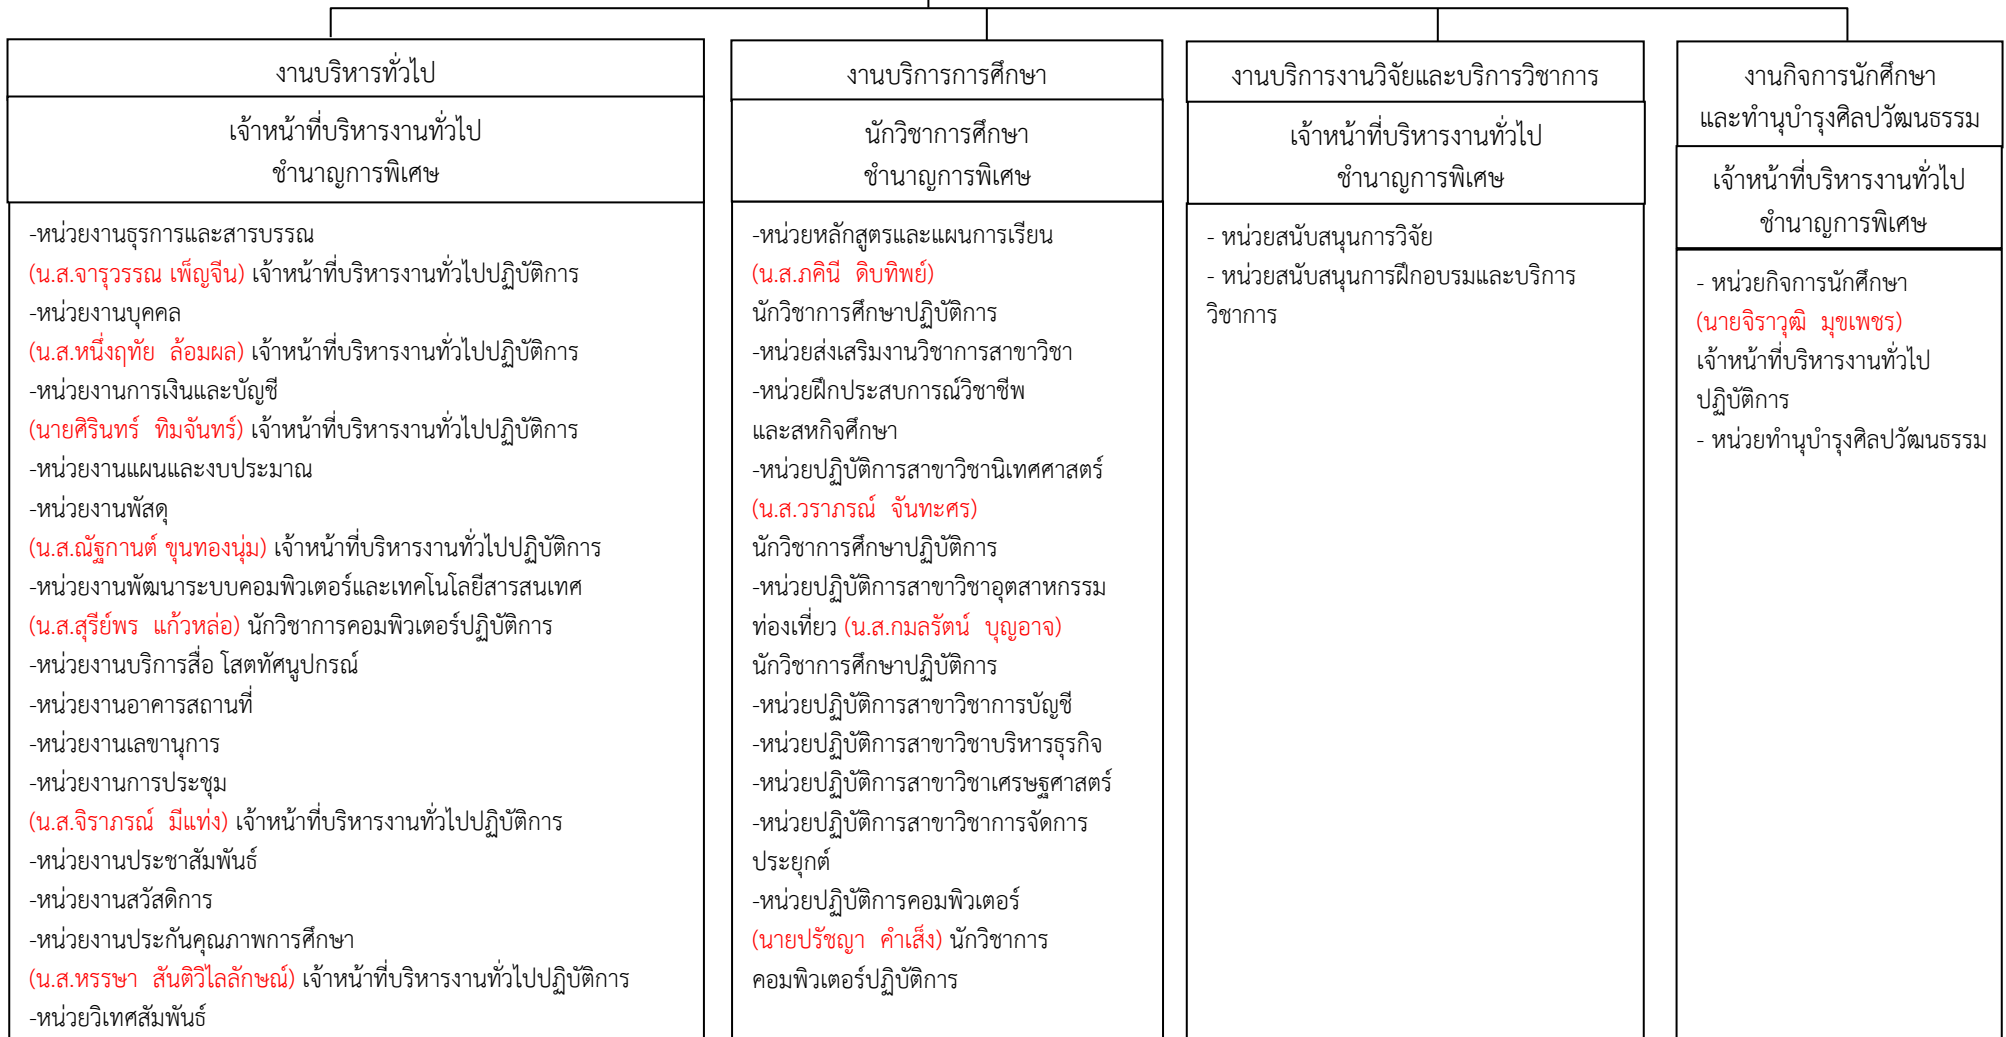 งานบริหารทั่วไป
เจ้าหน้าที่บริหารงานทั่วไป
ชำนาญการพิเศษ
-หน่วยงานธุรการและสารบรรณ
(น.ส.จารุวรรณ เพ็ญจีน) เจ้าหน้าที่บริหารงานทั่วไปปฏิบัติการ
-หน่วยงานบุคคล
(น.ส.หนึ่งฤทัย ล้อมผล) เจ้าหน้าที่บริหารงานทั่วไปปฏิบัติการ
-หน่วยงานการเงินและบัญชี
(นายศิรินทร์ ทิมจันทร์) เจ้าหน้าที่บริหารงานทั่วไปปฏิบัติการ
-หน่วยงานแผนและงบประมาณ
-หน่วยงานพัสดุ
(น.ส.ณัฐกานต์ ขุนทองนุ่ม) เจ้าหน้าที่บริหารงานทั่วไปปฏิบัติการ
-หน่วยงานพัฒนาระบบคอมพิวเตอร์และเทคโนโลยีสารสนเทศ
(น.ส.สุรีย์พร แก้วหล่อ) นักวิชาการคอมพิวเตอร์ปฏิบัติการ
-หน่วยงานบริการสื่อ โสตทัศนูปกรณ์
-หน่วยงานอาคารสถานที่
-หน่วยงานเลขานุการ
-หน่วยงานการประชุม
(น.ส.จิราภรณ์ มีแท่ง) เจ้าหน้าที่บริหารงานทั่วไปปฏิบัติการ
-หน่วยงานประชาสัมพันธ์
-หน่วยงานสวัสดิการ
-หน่วยงานประกันคุณภาพการศึกษา
(น.ส.หรรษา สันติวิไลลักษณ์) เจ้าหน้าที่บริหารงานทั่วไปปฏิบัติการ
-หน่วยวิเทศสัมพันธ์
งานบริการการศึกษา
นักวิชาการศึกษา
ชำนาญการพิเศษ
-หน่วยหลักสูตรและแผนการเรียน
(น.ส.ภคินี ดิบทิพย์)
นักวิชาการศึกษาปฏิบัติการ
-หน่วยส่งเสริมงานวิชาการสาขาวิชา
-หน่วยฝึกประสบการณ์วิชาชีพ
และสหกิจศึกษา
-หน่วยปฏิบัติการสาขาวิชานิเทศศาสตร์
(น.ส.วราภรณ์ จันทะศร)
นักวิชาการศึกษาปฏิบัติการ
-หน่วยปฏิบัติการสาขาวิชาอุตสาหกรรม
ท่องเที่ยว (น.ส.กมลรัตน์ บุญอาจ)
นักวิชาการศึกษาปฏิบัติการ
-หน่วยปฏิบัติการสาขาวิชาการบัญชี
-หน่วยปฏิบัติการสาขาวิชาบริหารธุรกิจ
-หน่วยปฏิบัติการสาขาวิชาเศรษฐศาสตร์
-หน่วยปฏิบัติการสาขาวิชาการจัดการ
ประยุกต์
-หน่วยปฏิบัติการคอมพิวเตอร์
(นายปรัชญา คำเส็ง) นักวิชาการ
คอมพิวเตอร์ปฏิบัติการ
งานบริการงานวิจัยและบริการวิชาการ
เจ้าหน้าที่บริหารงานทั่วไป
ชำนาญการพิเศษ
- หน่วยสนับสนุนการวิจัย
- หน่วยสนับสนุนการฝึกอบรมและบริการ
วิชาการ
งานกิจการนักศึกษา
และทำนุบำรุงศิลปวัฒนธรรม
เจ้าหน้าที่บริหารงานทั่วไป
ชำนาญการพิเศษ
- หน่วยกิจการนักศึกษา
(นายจิราวุฒิ มุขเพชร)
เจ้าหน้าที่บริหารงานทั่วไป
ปฏิบัติการ
- หน่วยทำนุบำรุงศิลปวัฒนธรรม